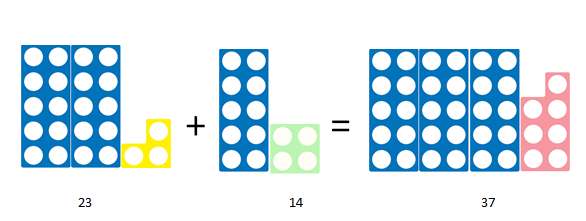 + =
23 14 37